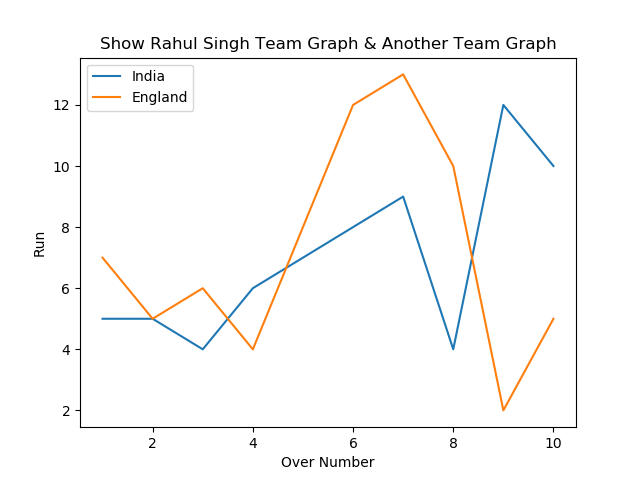 Show Rahul Singh Team Graph & Another Team Graph
India
England
12
10
8
6
4
2
Run
2 4 6 8 10
Over Number